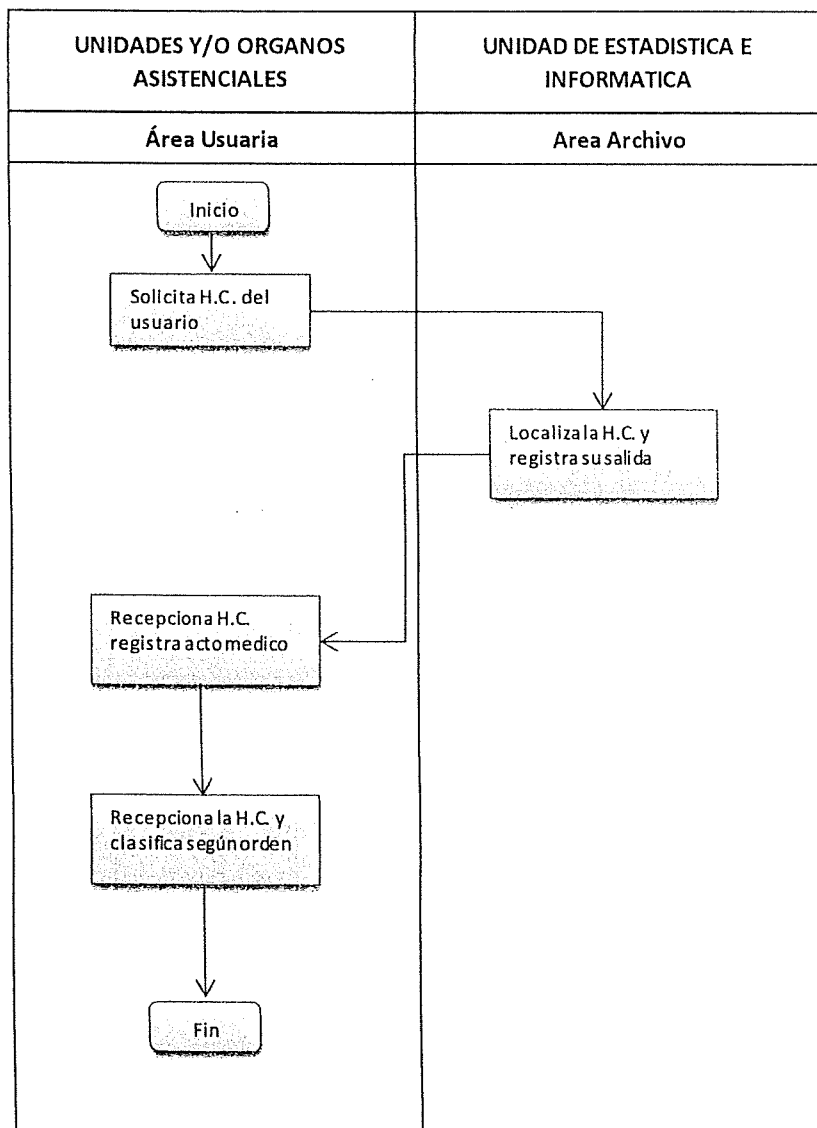 UNIDADES Y/O ORGANOS
ASISTENCIALES
UNIDAD DE ESTADISTICA E
INFORMATICA
Área Usuaria
Area Archivo
Inicio
Solicita H.C. del
usuario
Localiza la H.C. y
registra su salida
Recepciona H.C.
registra acto medico
Recepciona la H.C. y
clasifica según orden
Fin